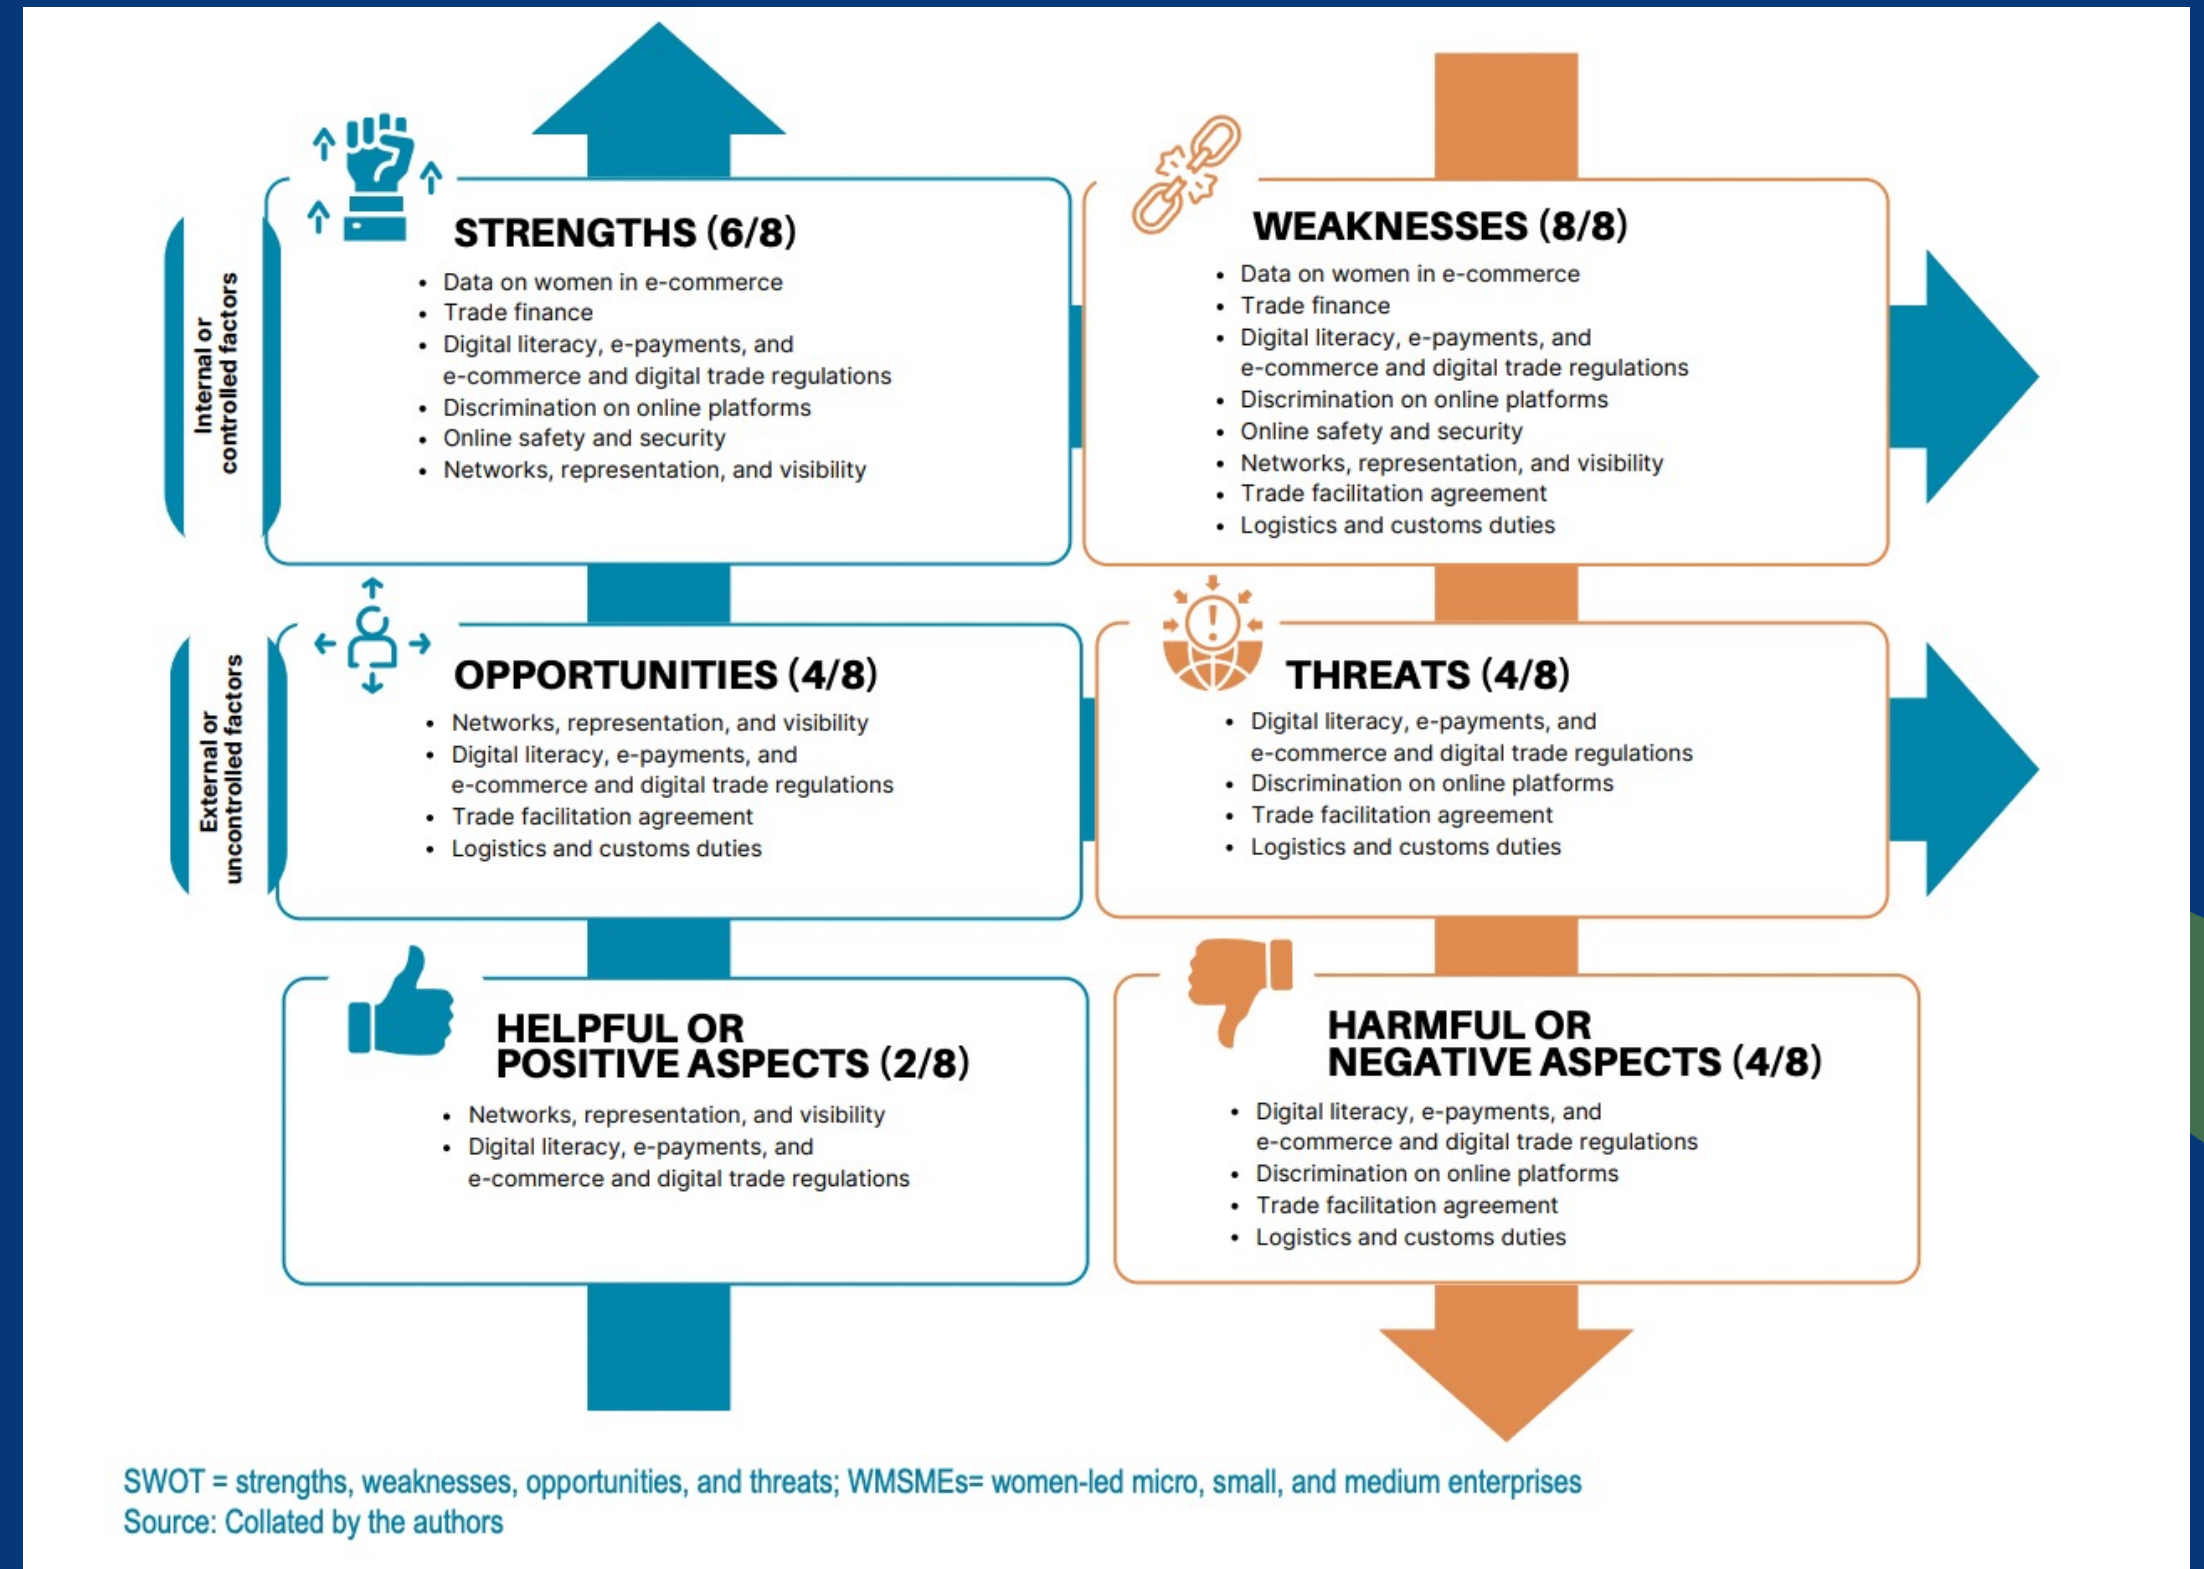 Internal or
controlled factors
STRENGTHS (6/8)
• Data on women in e-commerce
• Trade finance
• Digital literacy, e-payments, and
e-commerce and digital trade regulations
• Discrimination on online platforms
• Online safety and security
• Networks, representation, and visibility
WEAKNESSES (8/8)
• Data on women in e-commerce
• Trade finance
• Digital literacy, e-payments, and
e-commerce and digital trade regulations
• Discrimination on online platforms
• Online safety and security
• Networks, representation, and visibility
• Trade facilitation agreement
• Logistics and customs duties
External or
uncontrolled factors
OPPORTUNITIES (4/8)
• Networks, representation, and visibility
• Digital literacy, e-payments, and
e-commerce and digital trade regulations
• Trade facilitation agreement
• Logistics and customs duties
THREATS (4/8)
• Digital literacy, e-payments, and
e-commerce and digital trade regulations
• Discrimination on online platforms
• Trade facilitation agreement
• Logistics and customs duties
HELPFUL OR
POSITIVE ASPECTS (2/8)
• Networks, representation, and visibility
• Digital literacy, e-payments, and
e-commerce and digital trade regulations
HARMFUL OR
NEGATIVE ASPECTS (4/8)
• Digital literacy, e-payments, and
e-commerce and digital trade regulations
• Discrimination on online platforms
• Trade facilitation agreement
• Logistics and customs duties
SWOT = strengths, weaknesses, opportunities, and threats; WMSMEs= women-led micro, small, and medium enterprises
Source: Collated by the authors